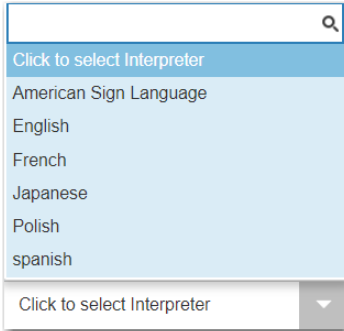 Click to select Interpreter
American Sign Language
English
French
Japanese
Polish
spanish
Click to select Interpreter